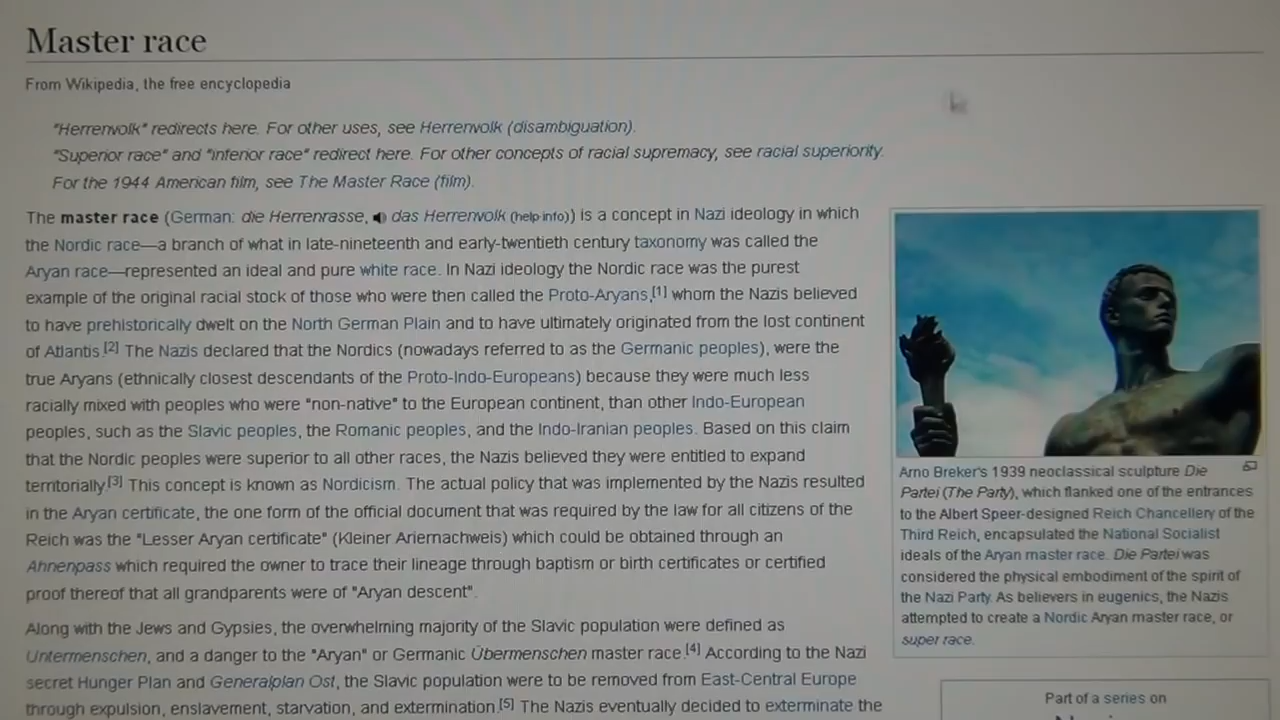 Master race
From Wikipedia, the free encyclopedia
"Herrenvolk" redirects here. For other uses, see Herrenvolk (disambiguation).
"Superior race" and "inferior race" redirect here. For other concepts of racial supremacy, see racial superiority.
For the 1944 American film, see The Master Race (film).
The master race (German: die Herrenrasse, das Herrenvolk (help·info)) is a concept in Nazi ideology in which
the Nordic race—a branch of what in late-nineteenth and early-twentieth century taxonomy was called the
Aryan race—represented an ideal and pure white race. In Nazi ideology the Nordic race was the purest
example of the original racial stock of those who were then called the Proto-Aryans,[1] whom the Nazis believed
to have prehistorically dwelt on the North German Plain and to have ultimately originated from the lost continent
of Atlantis.[2] The Nazis declared that the Nordics (nowadays referred to as the Germanic peoples), were the
true Aryans (ethnically closest descendants of the Proto-Indo-Europeans) because they were much less
racially mixed with peoples who were "non-native" to the European continent, than other Indo-European
peoples, such as the Slavic peoples, the Romanic peoples, and the Indo-Iranian peoples. Based on this claim
that the Nordic peoples were superior to all other races, the Nazis believed they were entitled to expand
territorially.[3] This concept is known as Nordicism. The actual policy that was implemented by the Nazis resulted
in the Aryan certificate, the one form of the official document that was required by the law for all citizens of the
Reich was the "Lesser Aryan certificate" (Kleiner Ariernachweis) which could be obtained through an
Ahnenpass which required the owner to trace their lineage through baptism or birth certificates or certified
proof thereof that all grandparents were of "Aryan descent".
Along with the Jews and Gypsies, the overwhelming majority of the Slavic population were defined as
Untermenschen, and a danger to the "Aryan" or Germanic Übermenschen master race.[4] According to the Nazi
secret Hunger Plan and Generalplan Ost, the Slavic population were to be removed from East-Central Europe
through expulsion, enslavement, starvation, and extermination.[5] The Nazis eventually decided to exterminate the
Arno Breker's 1939 neoclassical sculpture Die
Partei (The Party), which flanked one of the entrances
to the Albert Speer-designed Reich Chancellery of the
Third Reich, encapsulated the National Socialist
ideals of the Aryan master race. Die Partei was
considered the physical embodiment of the spirit of
the Nazi Party. As believers in eugenics, the Nazis
attempted to create a Nordic Aryan master race, or
super race.
Part of a series on